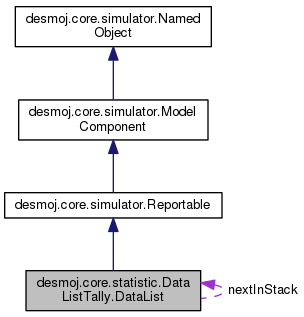 desmoj.core.simulator.Named
Object
desmoj.core.simulator.Model
Component
desmoj.core.simulator.Reportable
desmoj.core.statistic.Data
ListTally.DataList
nextInStack